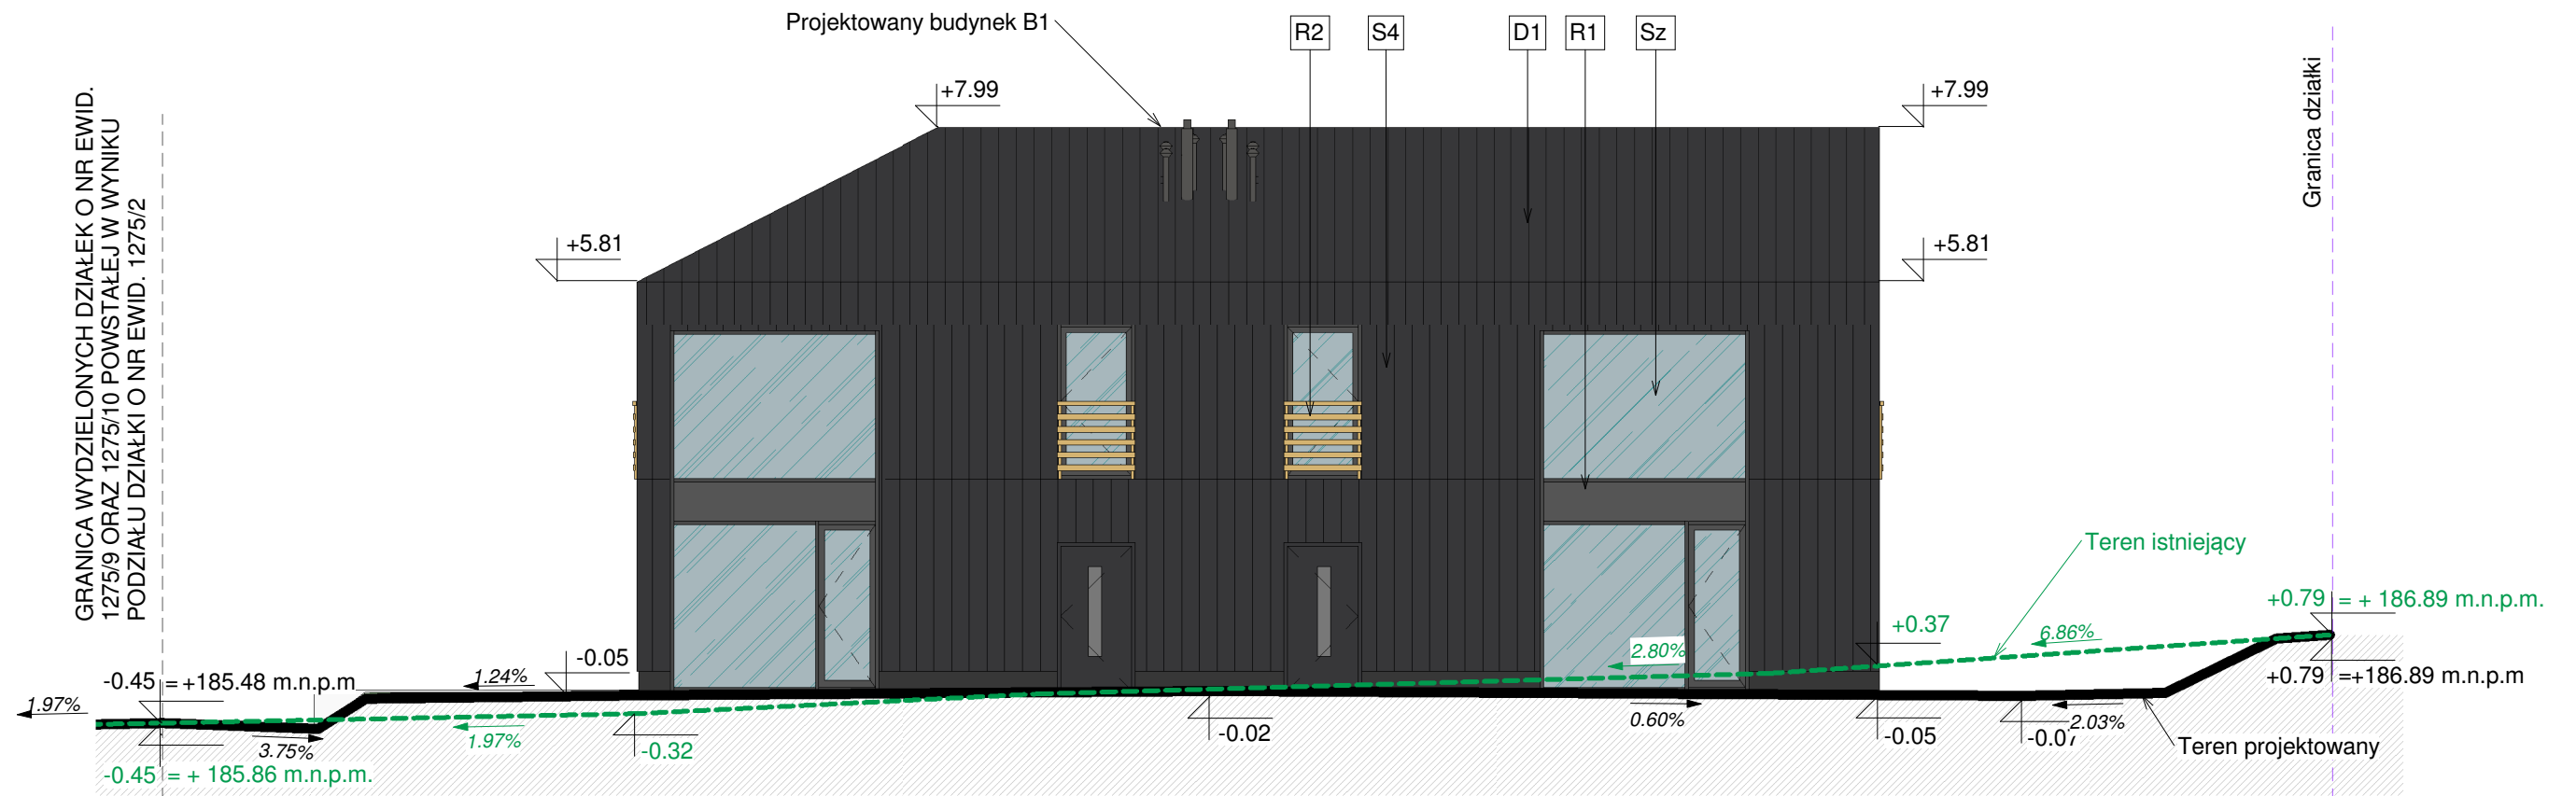 Projektowany budynek B1
R2
S4
D1
R1
Sz
+7.99
+7.99
GRANICA WYDZIELONYCH DZIAŁEK O NR EWID.
1275/9 ORAZ 1275/10 POWSTAŁEJ W WYNIKU
PODZIAŁU DZIAŁKI O NR EWID. 1275/2
Granica działki
+5.81
+5.81
Teren istniejący
+0.79 = + 186.89 m.n.p.m.
+0.37
6.86%
2.80%
-0.05
1.24%
-0.45 = +185.48 m.n.p.m
+0.79 =+186.89 m.n.p.m
1.97%
0.60%
2.03%
-0.02
-0.05
-0.07
1.97%
3.75%
-0.32
Teren projektowany
-0.45 = + 185.86 m.n.p.m.